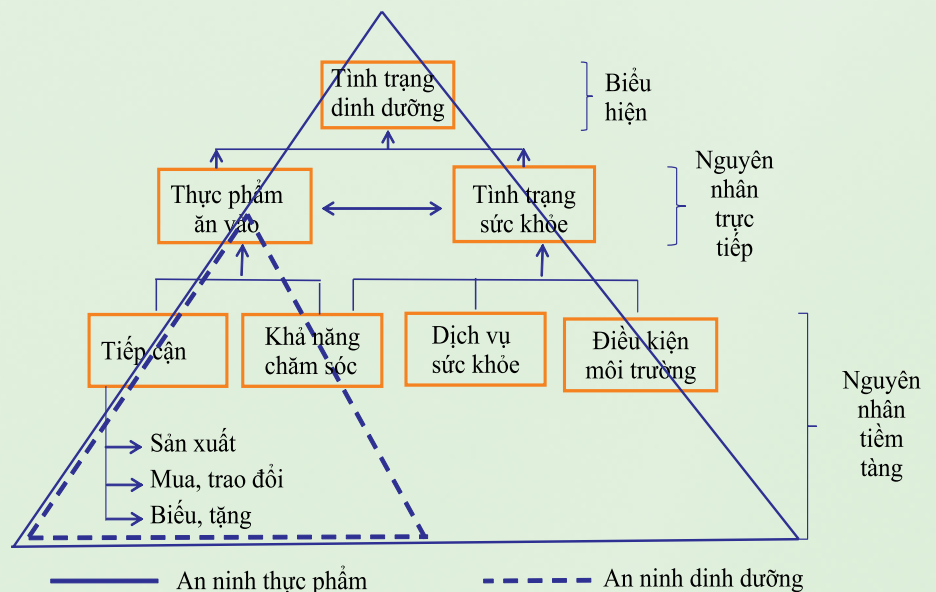 Tình trạng
dinh dưỡng
Biểu
hiện
Thực phẩm
ăn vào
Tình trạng
sức khỏe
Nguyên
nhân
trực
tiếp
Tiếp cận
Khả năng
chăm sóc
Dịch vụ
sức khỏe
Điều kiện
môi trường
Nguyên
nhân
tiềm
tàng
Sản xuất
Mua, trao đổi
Biếu, tặng
An ninh thực phẩm
An ninh dinh dưỡng